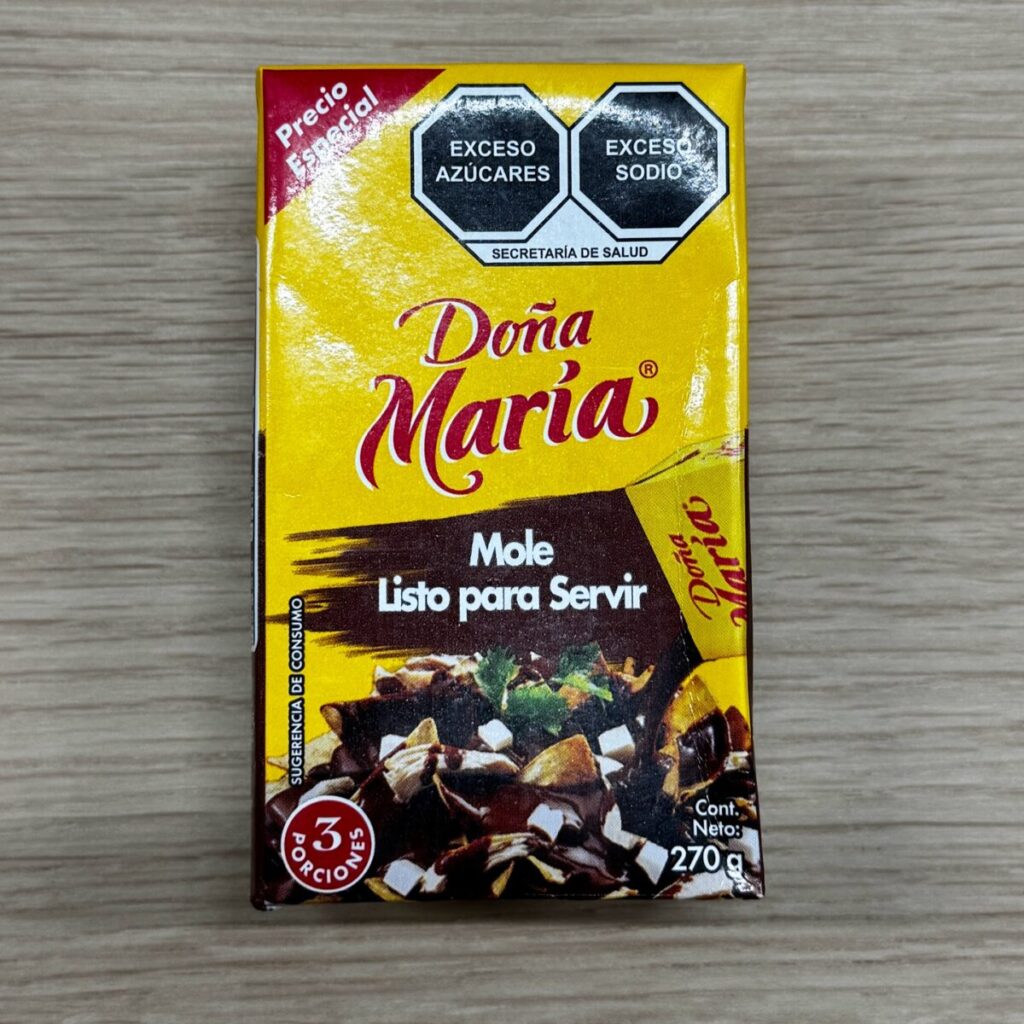 Precio
Especial
EXCESO
AZÚCARES
EXCESO
SODIO
SECRETARÍA DE SALUD
Doña
María®
Doña
María
Mole
Listo para Servir
SUGERENCIA DE CONSUMO
3
PORCIONES
Cont.
Neto:
270 g